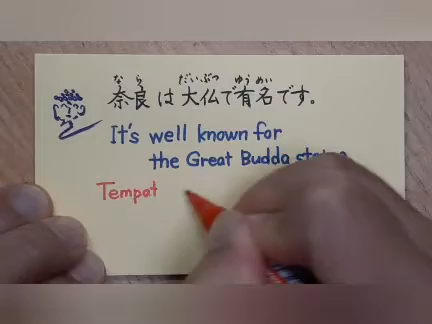 なら だいぶつ ゆうめい
奈良は大仏で有名です。
It's well known for
the Great Budda
Tempat